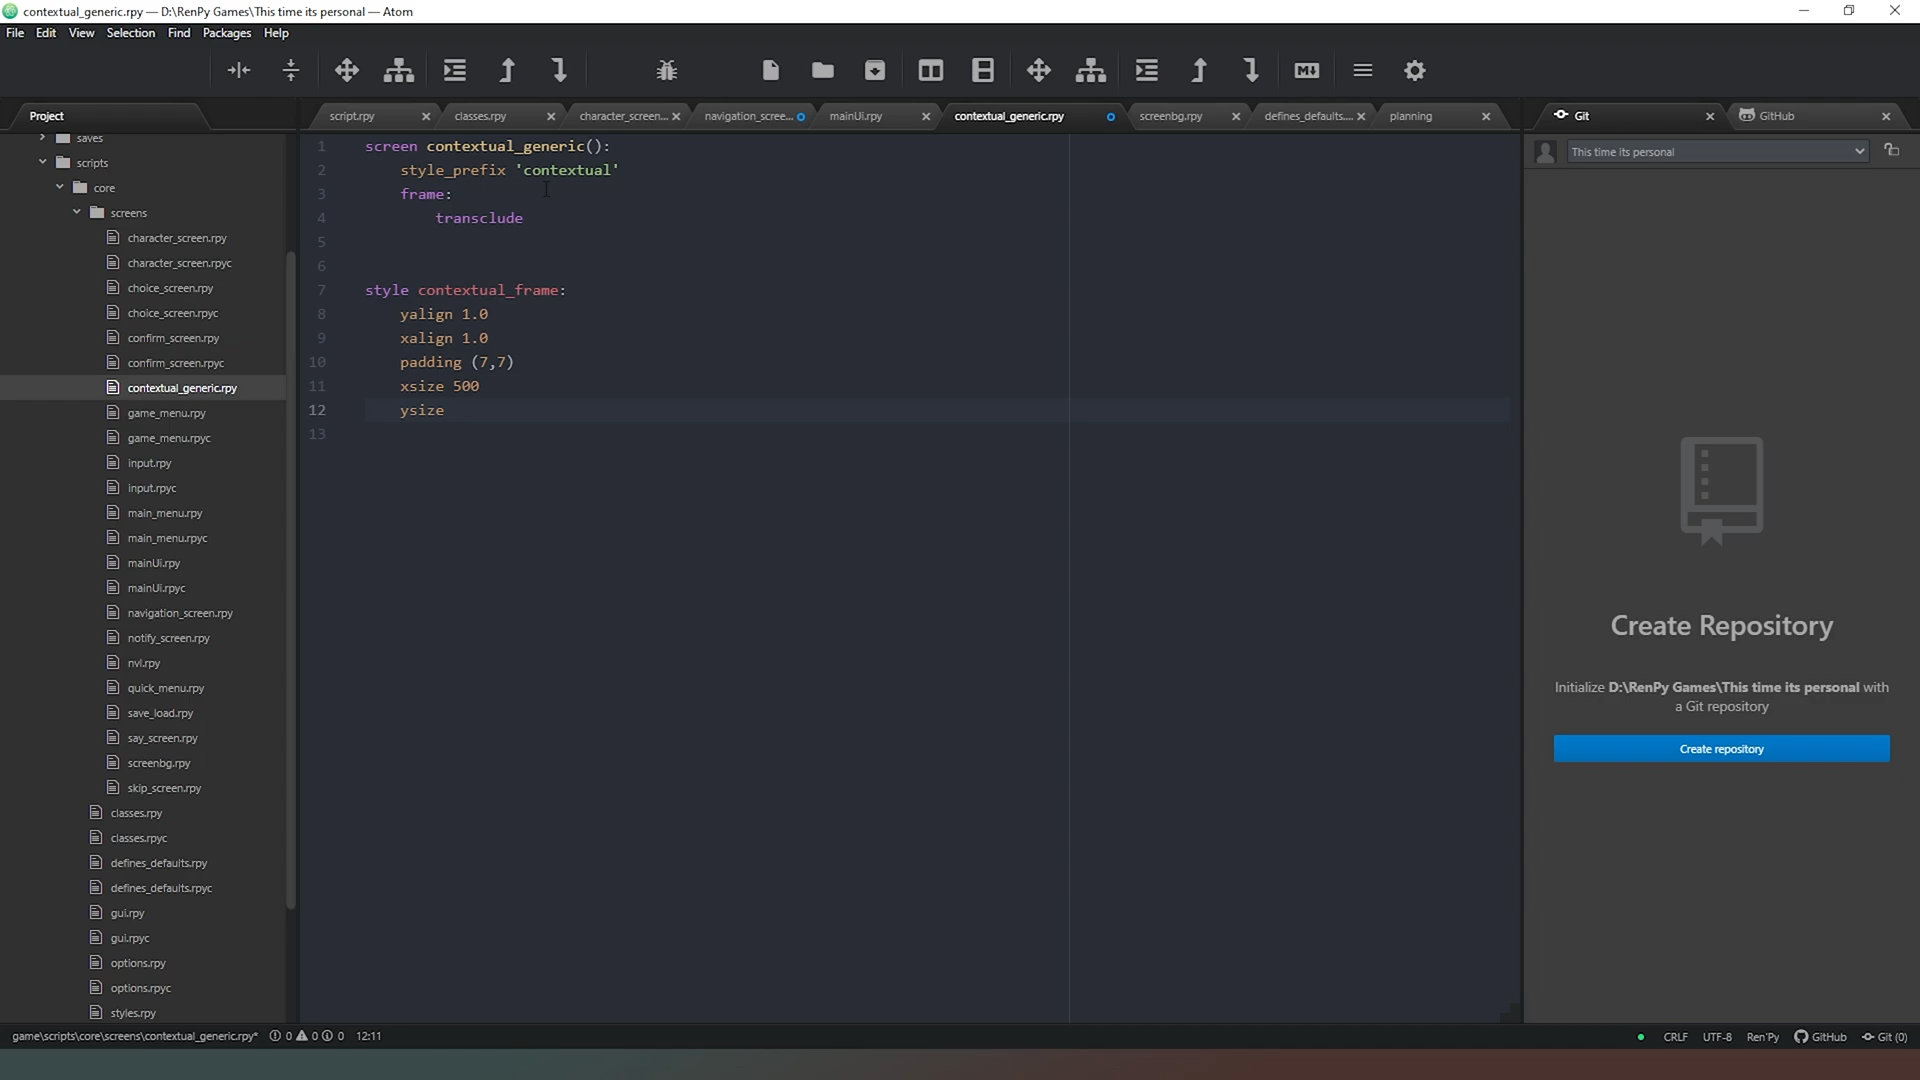 contextual_generic.rpy — D:\RenPy Games\This time its personal — Atom
File Edit View Selection Find Packages Help
Project
script.rpy
classes.rpy
character_screen...
navigation_scree...
mainUi.rpy
contextual_generic.rpy
screenbg.rpy
defines_defaults....
planning
Git
GitHub
This time its personal
saves
scripts
core
screens
character_screen.rpy
character_screen.rpyc
choice_screen.rpy
choice_screen.rpyc
confirm_screen.rpy
confirm_screen.rpyc
contextual_generic.rpy
game_menu.rpy
game_menu.rpyc
input.rpy
input.rpyc
main_menu.rpy
main_menu.rpyc
mainUi.rpy
mainUi.rpyc
navigation_screen.rpy
notify_screen.rpy
nvl.rpy
quick_menu.rpy
save_load.rpy
say_screen.rpy
screenbg.rpy
skip_screen.rpy
classes.rpy
classes.rpyc
defines_defaults.rpy
defines_defaults.rpyc
gui.rpy
gui.rpyc
options.rpy
options.rpyc
styles.rpy
1 screen contextual_generic():
2 style_prefix 'contextual'
3 frame:
4 transclude
5
6
7 style contextual_frame:
8 yalign 1.0
9 xalign 1.0
10 padding (7,7)
11 xsize 500
12 ysize
13
Create Repository
Initialize D:\RenPy Games\This time its personal with
a Git repository
Create repository
game\scripts\core\screens\contextual_generic.rpy* 0 0 0 12:11
CRLF UTF-8 Ren'Py GitHub Git (0)